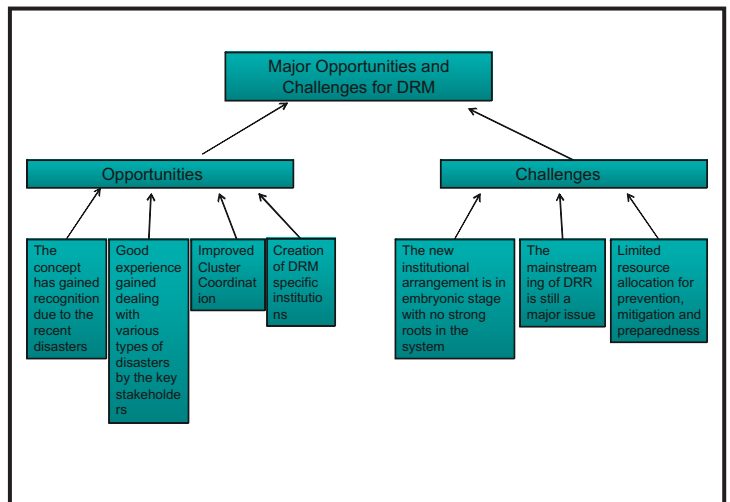 Major Opportunities and
Challenges for DRM
Opportunities
Challenges
The
concept
has gained
recognition
due to the
recent
disasters
Good
experience
gained
dealing
with
various
types of
disasters
by the key
stakeholde
rs
Improved
Cluster
Coordinat
ion
Creation
of DRM
specific
institutio
ns
The new
institutional
arrangement is in
embryonic stage
with no strong
roots in the
system
The
mainstream
ing of DRR
is still a
major issue
Limited
resource
allocation for
prevention,
mitigation and
preparedness